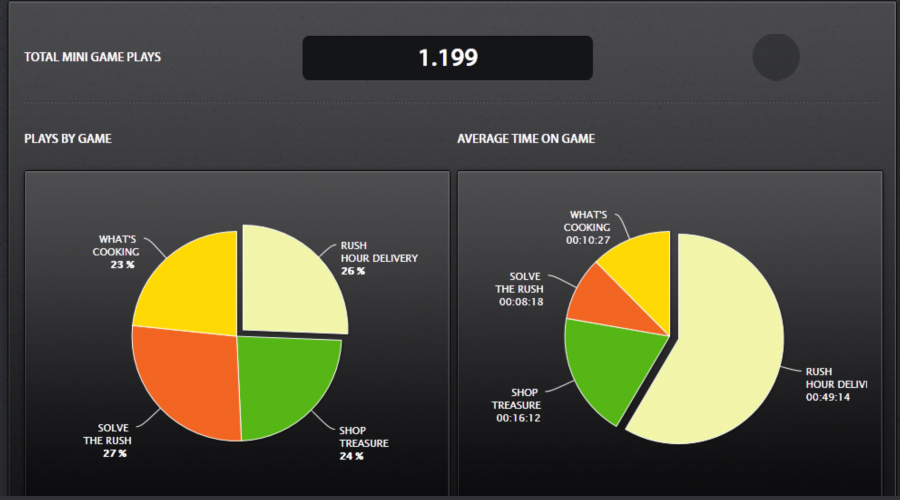 TOTAL MINI GAME PLAYS
1.199
PLAYS BY GAME
AVERAGE TIME ON GAME
WHAT'S
COOKING
23 %
RUSH
HOUR DELIVERY
26 %
SOLVE
THE RUSH
27 %
SHOP
TREASURE
24 %
WHAT'S
COOKING
00:10:27
SOLVE
THE RUSH
00:08:18
SHOP
TREASURE
00:16:12
RUSH
HOUR DELIVI
00:49:14